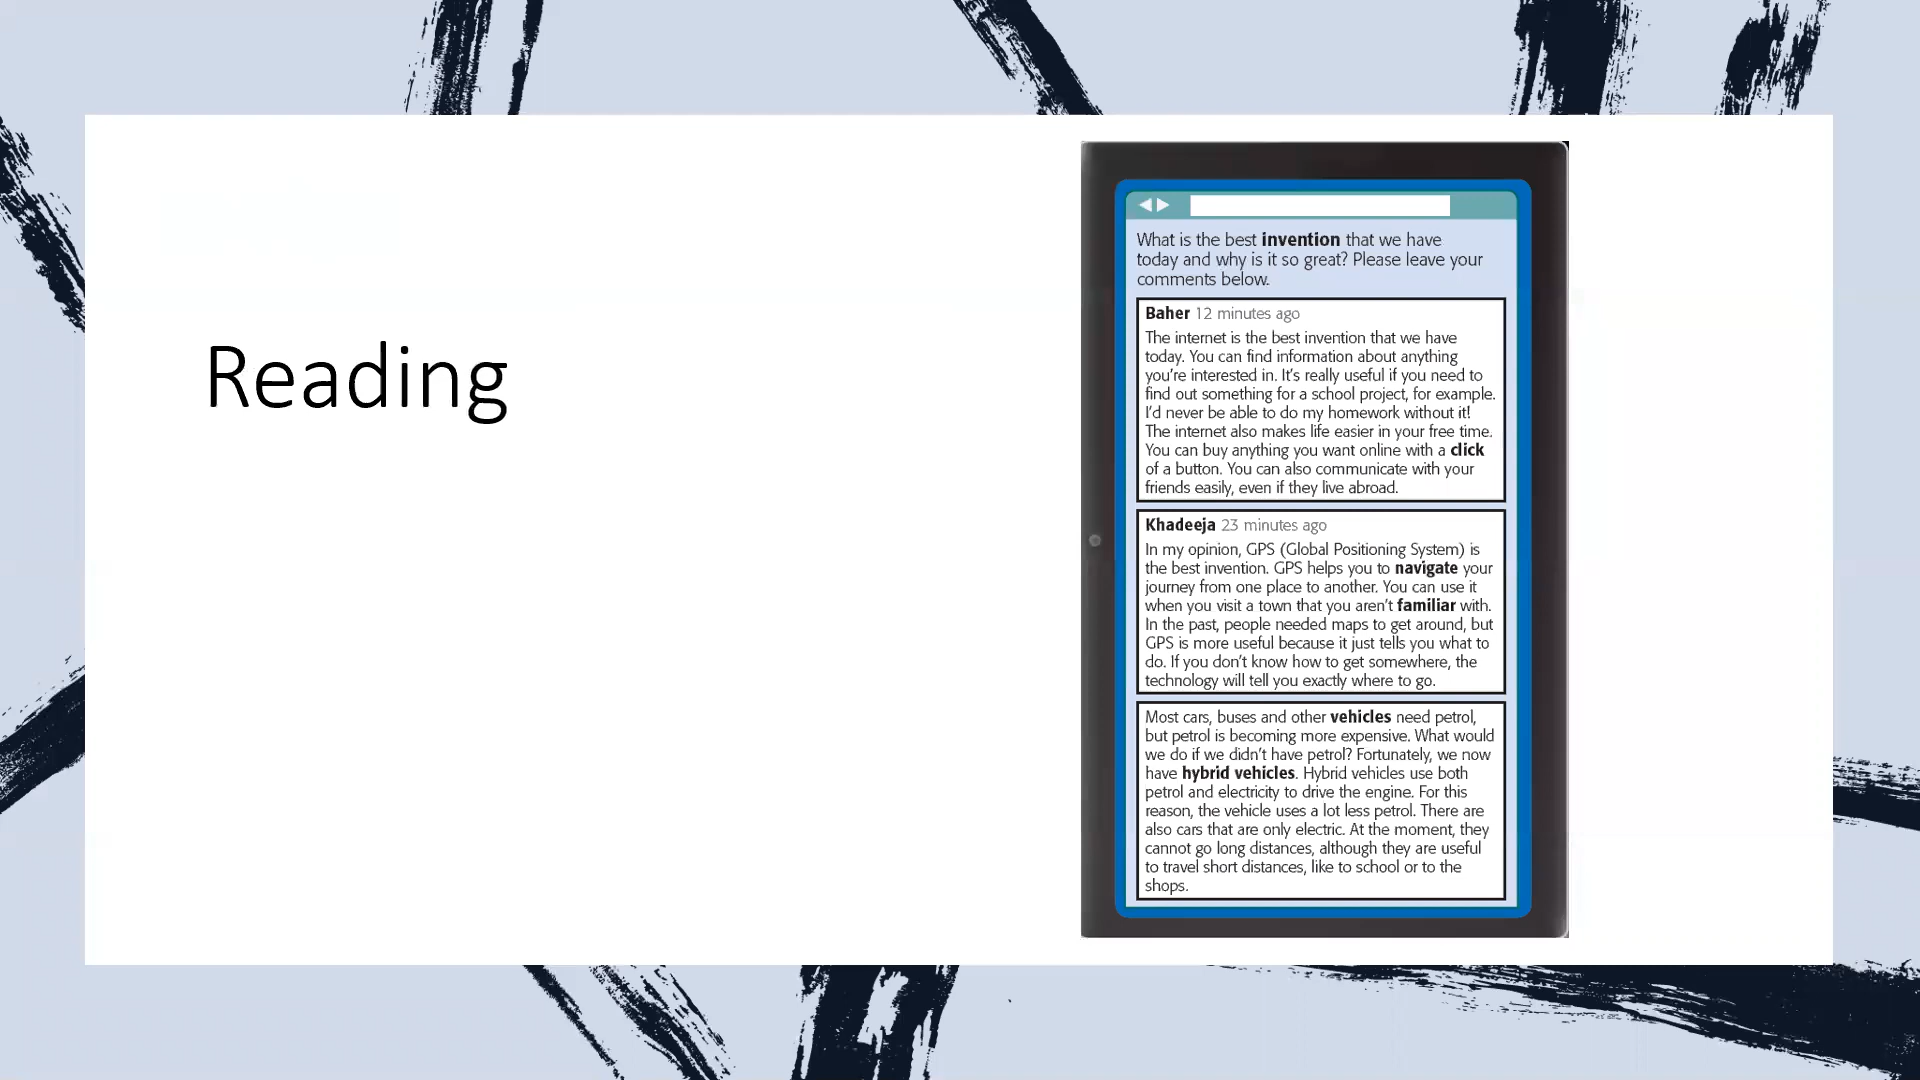 Reading
What is the best invention that we have
today and why is it so great? Please leave your
comments below.
Baher 12 minutes ago
The internet is the best invention that we have
today. You can find information about anything
you're interested in. It's really useful if you need to
find out something for a school project, for example.
I'd never be able to do my homework without it!
The internet also makes life easier in your free time.
You can buy anything you want online with a click
of a button. You can also communicate with your
friends easily, even if they live abroad.
Khadeeja 23 minutes ago
In my opinion, GPS (Global Positioning System) is
the best invention. GPS helps you to navigate your
journey from one place to another. You can use it
when you visit a town that you aren't familiar with.
In the past, people needed maps to get around, but
GPS is more useful because it just tells you what to
do. If you don't know how to get somewhere, the
technology will tell you exactly where to go.
Most cars, buses and other vehicles need petrol,
but petrol is becoming more expensive. What would
we do if we didn't have petrol? Fortunately, we now
have hybrid vehicles. Hybrid vehicles use both
petrol and electricity to drive the engine. For this
reason, the vehicle uses a lot less petrol. There are
also cars that are only electric. At the moment, they
cannot go long distances, although they are useful
to travel short distances, like to school or to the
shops.